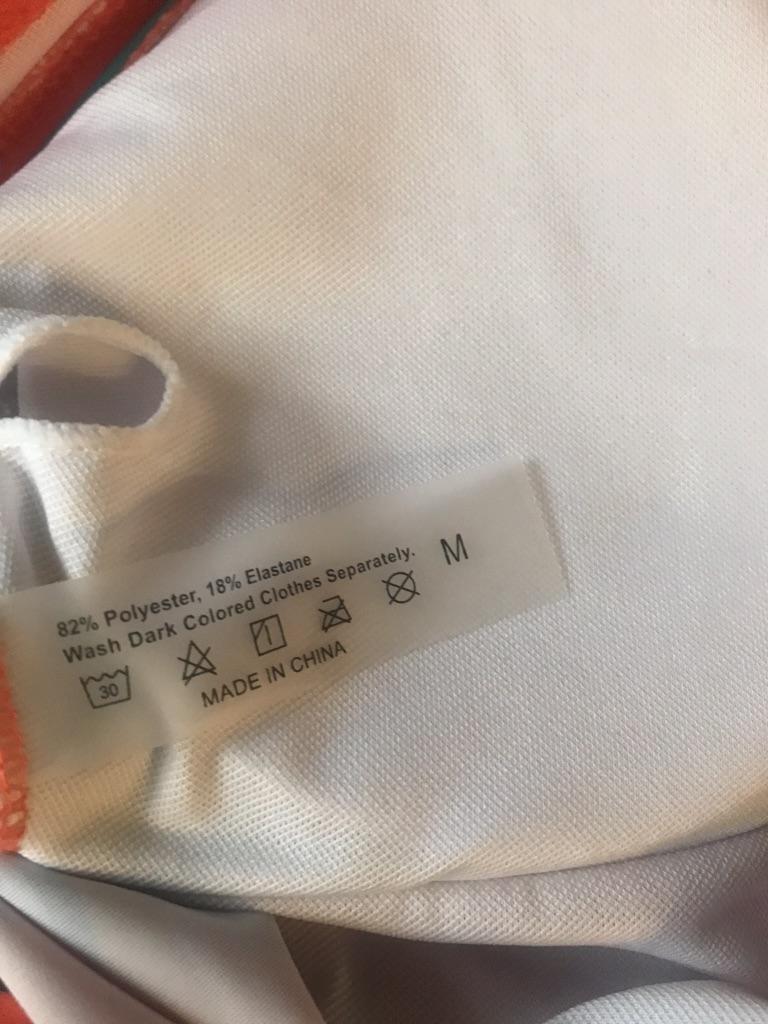 82% Polyester, 18% Elastane
Wash Dark Colored Clothes Separately.
M
30
MADE IN CHINA